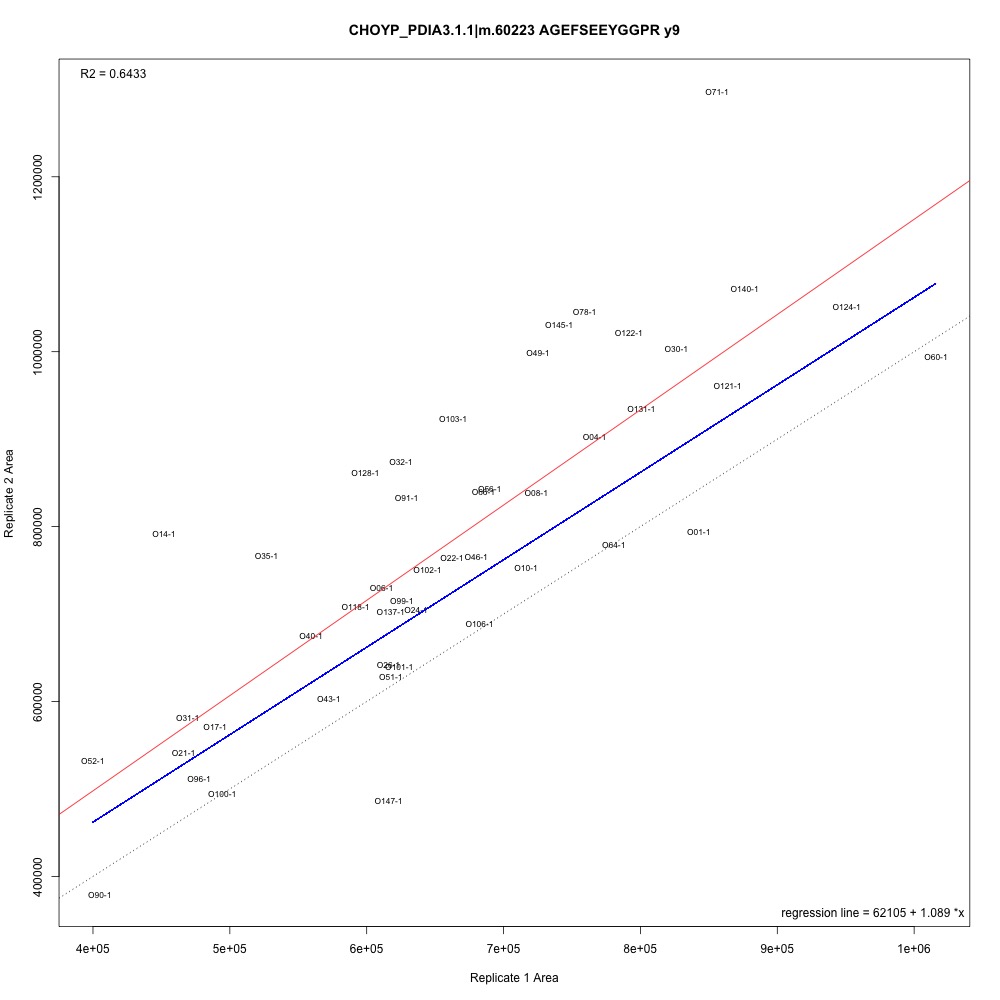 CHOYP_PDIA3.1.1|m.60223 AGEFSEEYGGPR y9
R2 = 0.6433
O71-1
1200000
O140-1
O124-1
O78-1
O145-1
O122-1
1000000
O49-1
O30-1
O60-1
O121-1
O131-1
O103-1
O04-1
O32-1
O128-1
O56-1
O08-1
O91-1
800000
O14-1
O01-1
O64-1
O35-1
O22-1
O46-1
O102-1
O10-1
O06-1
O99-1
O118-1
O137-1
O24-1
O106-1
O40-1
O101-1
O51-1
600000
O43-1
O31-1
O17-1
O21-1
O52-1
O96-1
O100-1
O147-1
400000
O90-1
regression line = 62105 + 1.089 *x
4e+05 5e+05 6e+05 7e+05 8e+05 9e+05 1e+06
Replicate 1 Area
Replicate 2 Area